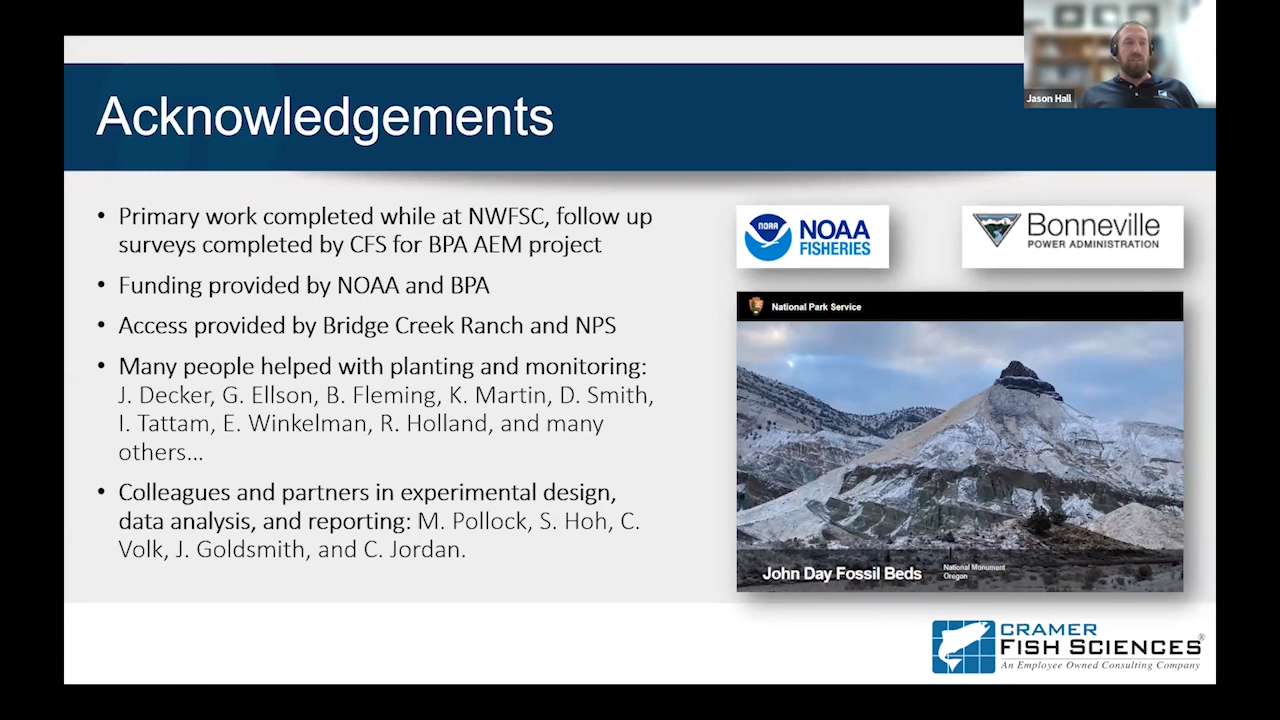 Jason Hall
Acknowledgements
• Primary work completed while at NWFSC, follow up
surveys completed by CFS for BPA AEM project
• Funding provided by NOAA and BPA
• Access provided by Bridge Creek Ranch and NPS
• Many people helped with planting and monitoring:
J. Decker, G. Ellson, B. Fleming, K. Martin, D. Smith,
I. Tattam, E. Winkelman, R. Holland, and many
others…
• Colleagues and partners in experimental design,
data analysis, and reporting: M. Pollock, S. Hoh, C.
Volk, J. Goldsmith, and C. Jordan.
NOAA
NOAA
FISHERIES
Bonneville
POWER ADMINISTRATION
National Park Service
John Day Fossil Beds
National Monument
Oregon
CRAMER
FISH SCIENCES®
An Employee Owned Consulting Company